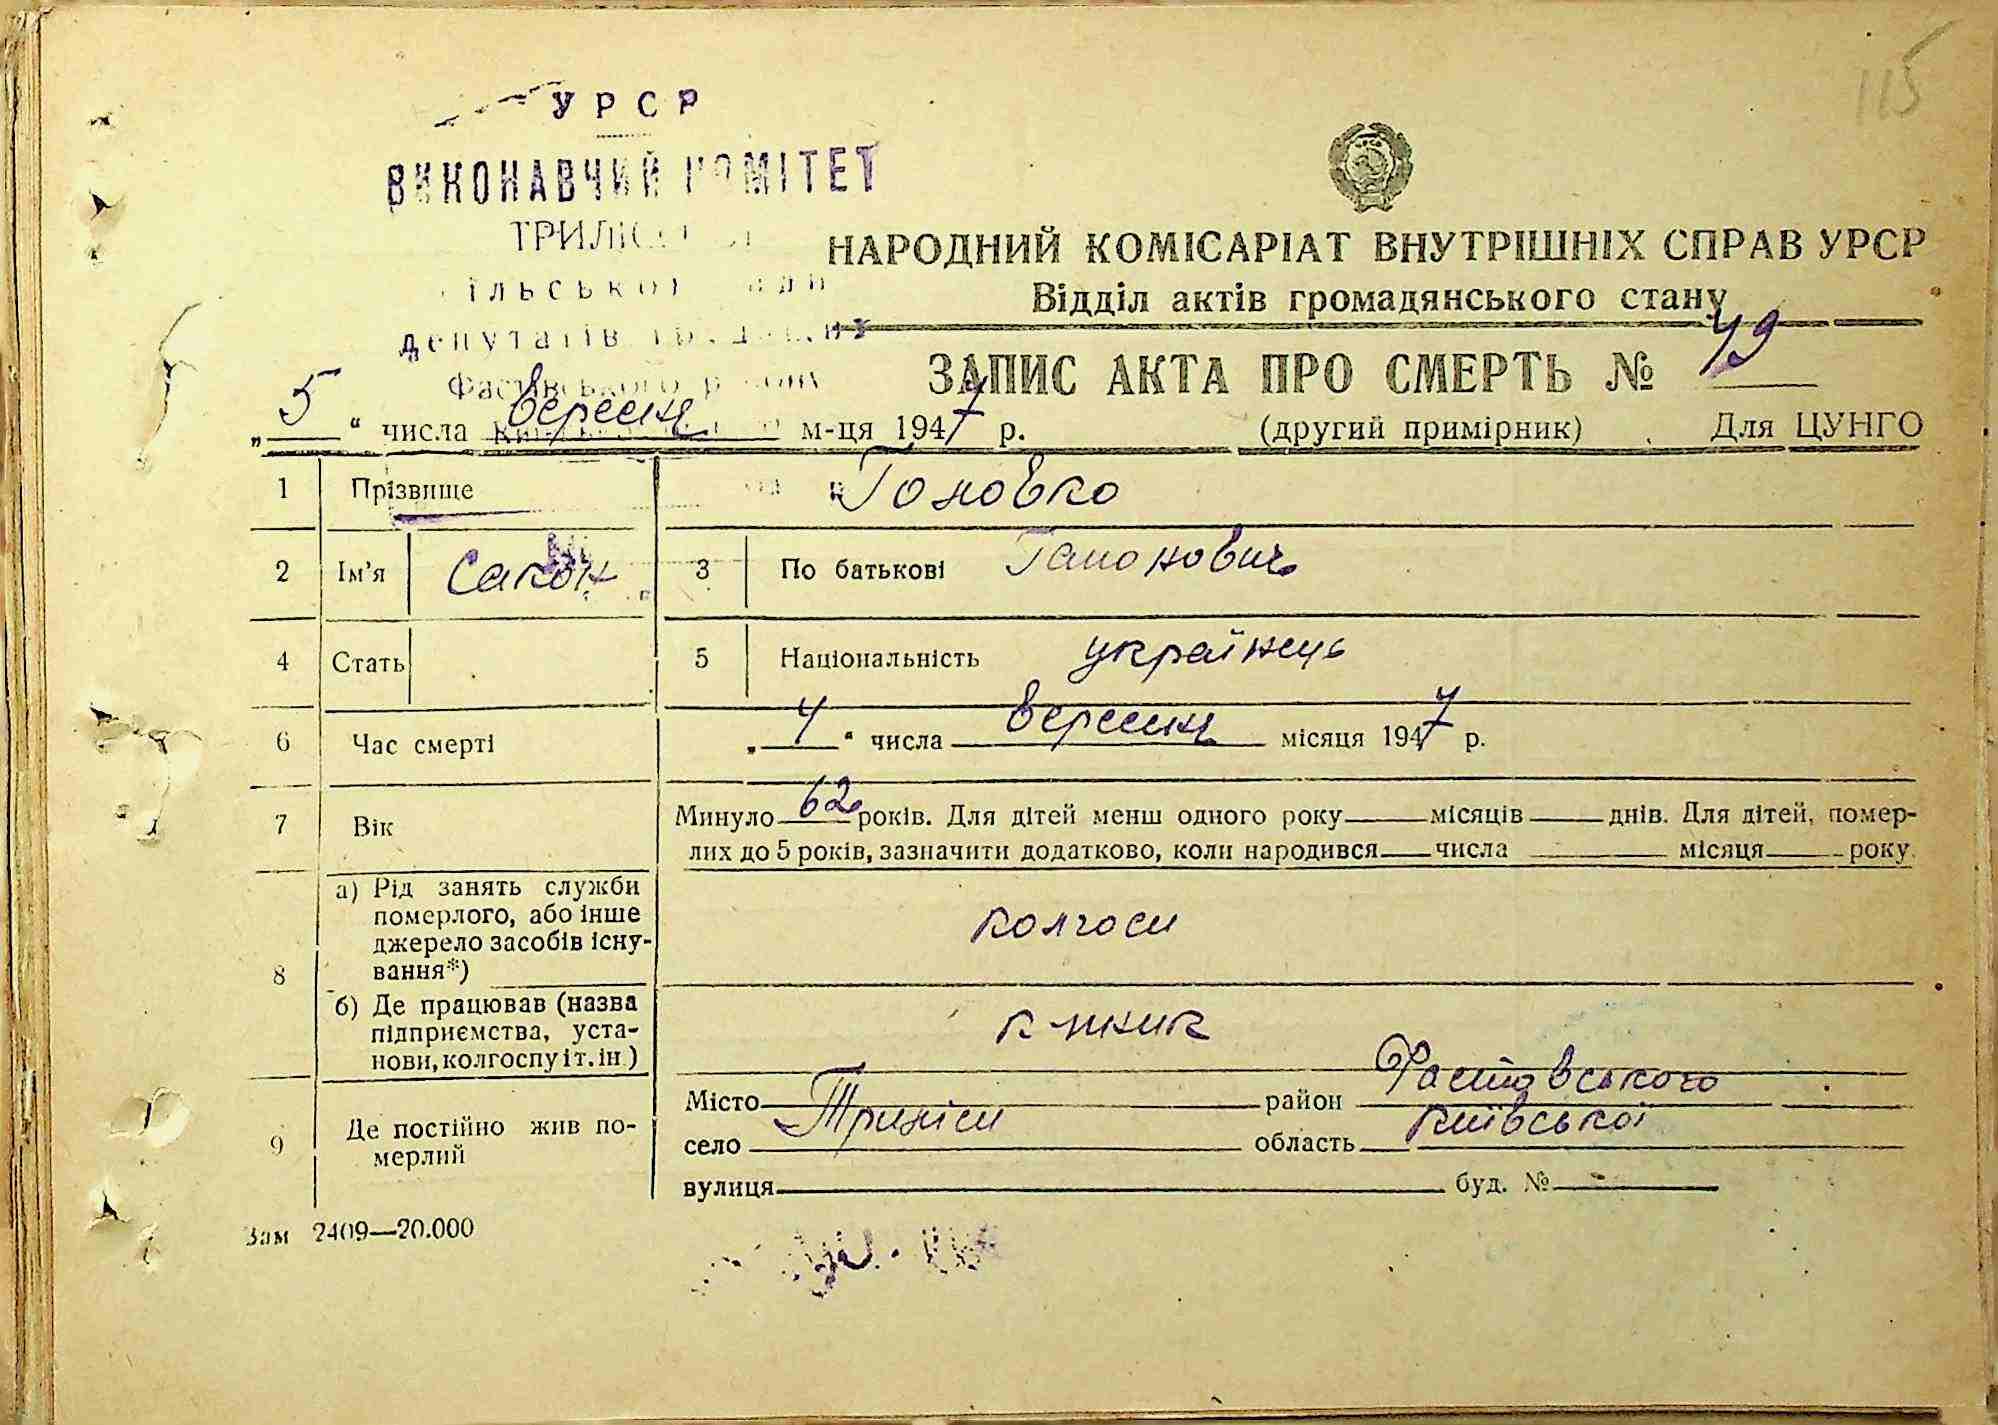 115
УРСР
ВИКОНАВЧИЙ КОМІТЕТ
депутатів
Фастівського
НАРОДНИЙ КОМІСАРІАТ ВНУТРІШНІХ СПРАВ УРСР
Відділ актів громадянського стану
ЗАПИС АКТА ПРО СМЕРТЬ № 49
„5“ числа вересня м-ця 1947 р. (другий примірник) Для ЦУНГО
1 Прізвище Головко
2 Ім'я 3 По батькові
4 Стать 5 Національність українець
6 Час смерті „4“ числа вересня місяця 1947 р.
7 Вік Минуло 62 років. Для дітей менш одного року місяців днів. Для дітей, помер-
лих до 5 років, зазначити додатково, коли народився числа місяця року
8 а) Рід занять служби
померлого, або інше
джерело засобів існу-
вання*)
колгосп
б) Де працював (назва
підприємства, уста-
нови, колгоспу і т. ін.)
9 Де постійно жив по-
мерлий
Місто район Фастовського
село Триліси область Київської
вулиця буд. № -
Зам 2409—20.000